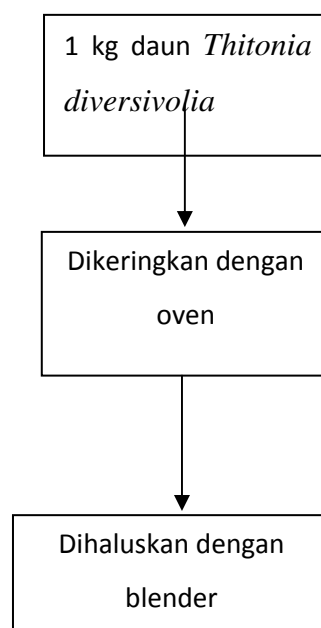 1 kg daun Thitonia
diversivolia
Dikeringkan dengan
oven
Dihaluskan dengan
blender